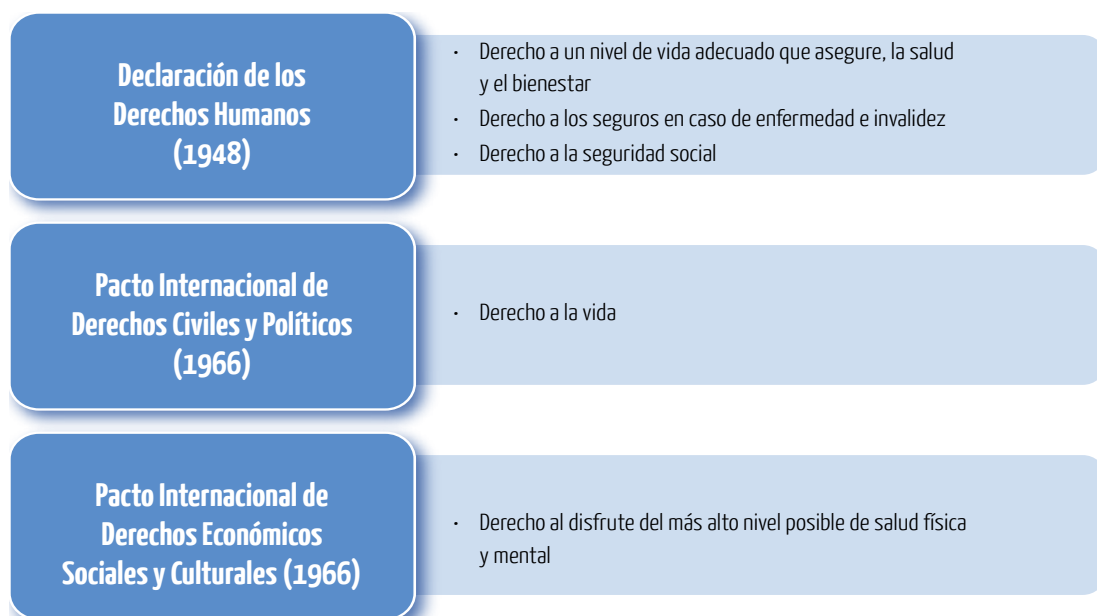 Declaración de los
Derechos Humanos
(1948)
· Derecho a un nivel de vida adecuado que asegure, la salud
y el bienestar
· Derecho a los seguros en caso de enfermedad e invalidez
· Derecho a la seguridad social
Pacto Internacional de
Derechos Civiles y Políticos
(1966)
· Derecho a la vida
Pacto Internacional de
Derechos Económicos
Sociales y Culturales (1966)
· Derecho al disfrute del más alto nivel posible de salud física
y mental